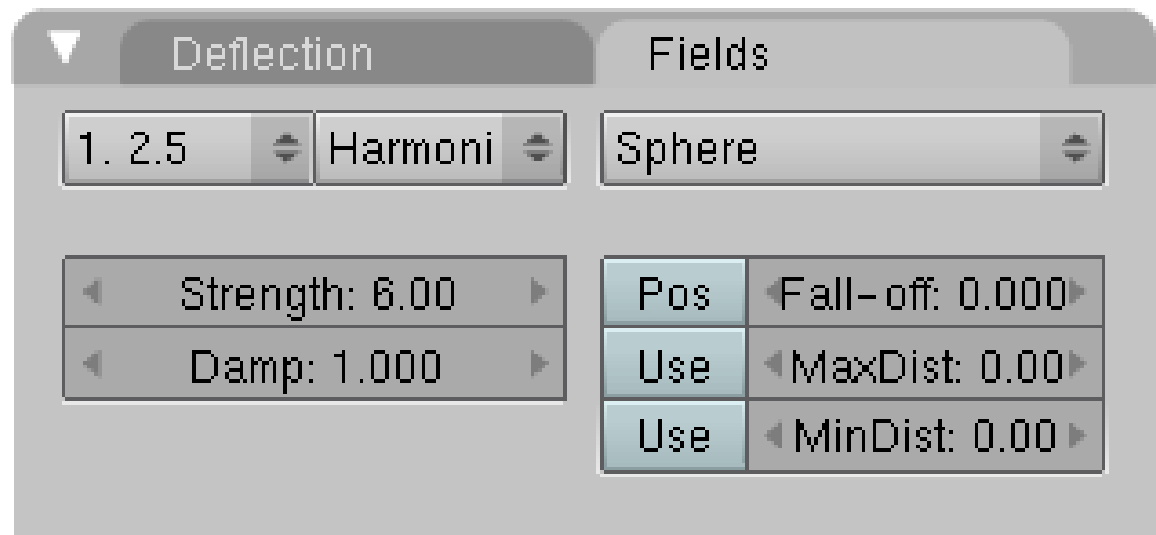 Deflection Fields
1. 2.5 Harmoni Sphere
Strength: 6.00 Pos Fall-off: 0.000
Damp: 1.000 Use MaxDist: 0.00
Use MinDist: 0.00